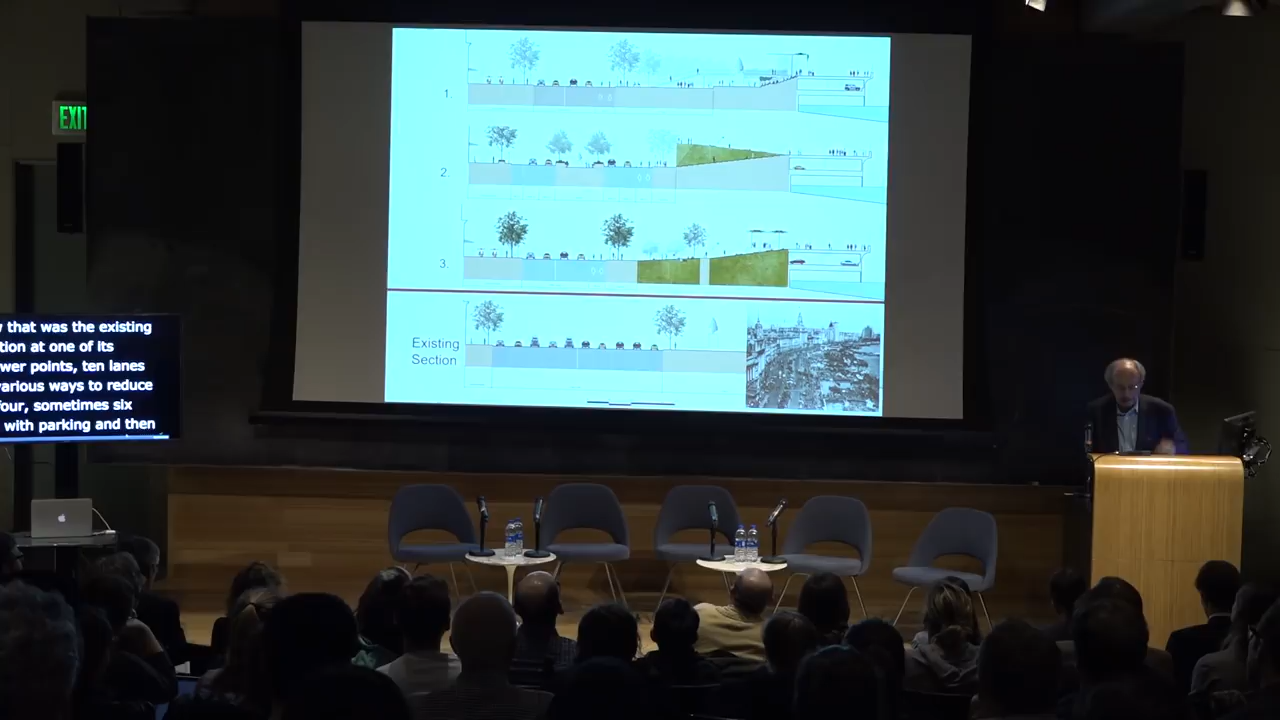 EXIT
1.
2.
3.
Existing
Section
that was the existing
tion at one of its
wer points, ten lanes
arious ways to reduce
four, sometimes six
with parking and then